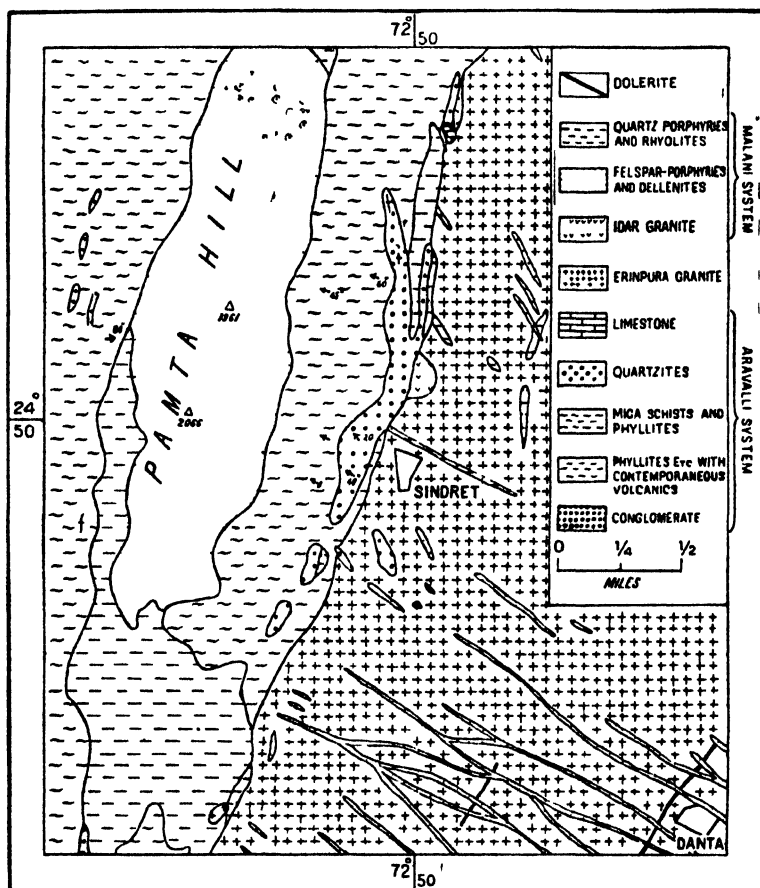 72°
50
DOLERITE
QUARTZ PORPHYRIES
AND RHYOLITES
FELSPAR-PORPHYRIES
AND DELLENITES
IDAR GRANITE
MALANI SYSTEM
ERINPURA GRANITE
LIMESTONE
QUARTZITES
MICA SCHISTS AND
PHYLLITES
PHYLLITES ETC WITH
CONTEMPORANEOUS
VOLCANICS
CONGLOMERATE
ARAVALLI SYSTEM
0 1/4 1/2
MILES
PAMTA HILL
2066
24°
50
20
SINDRET
f
DANTA
72°
50'